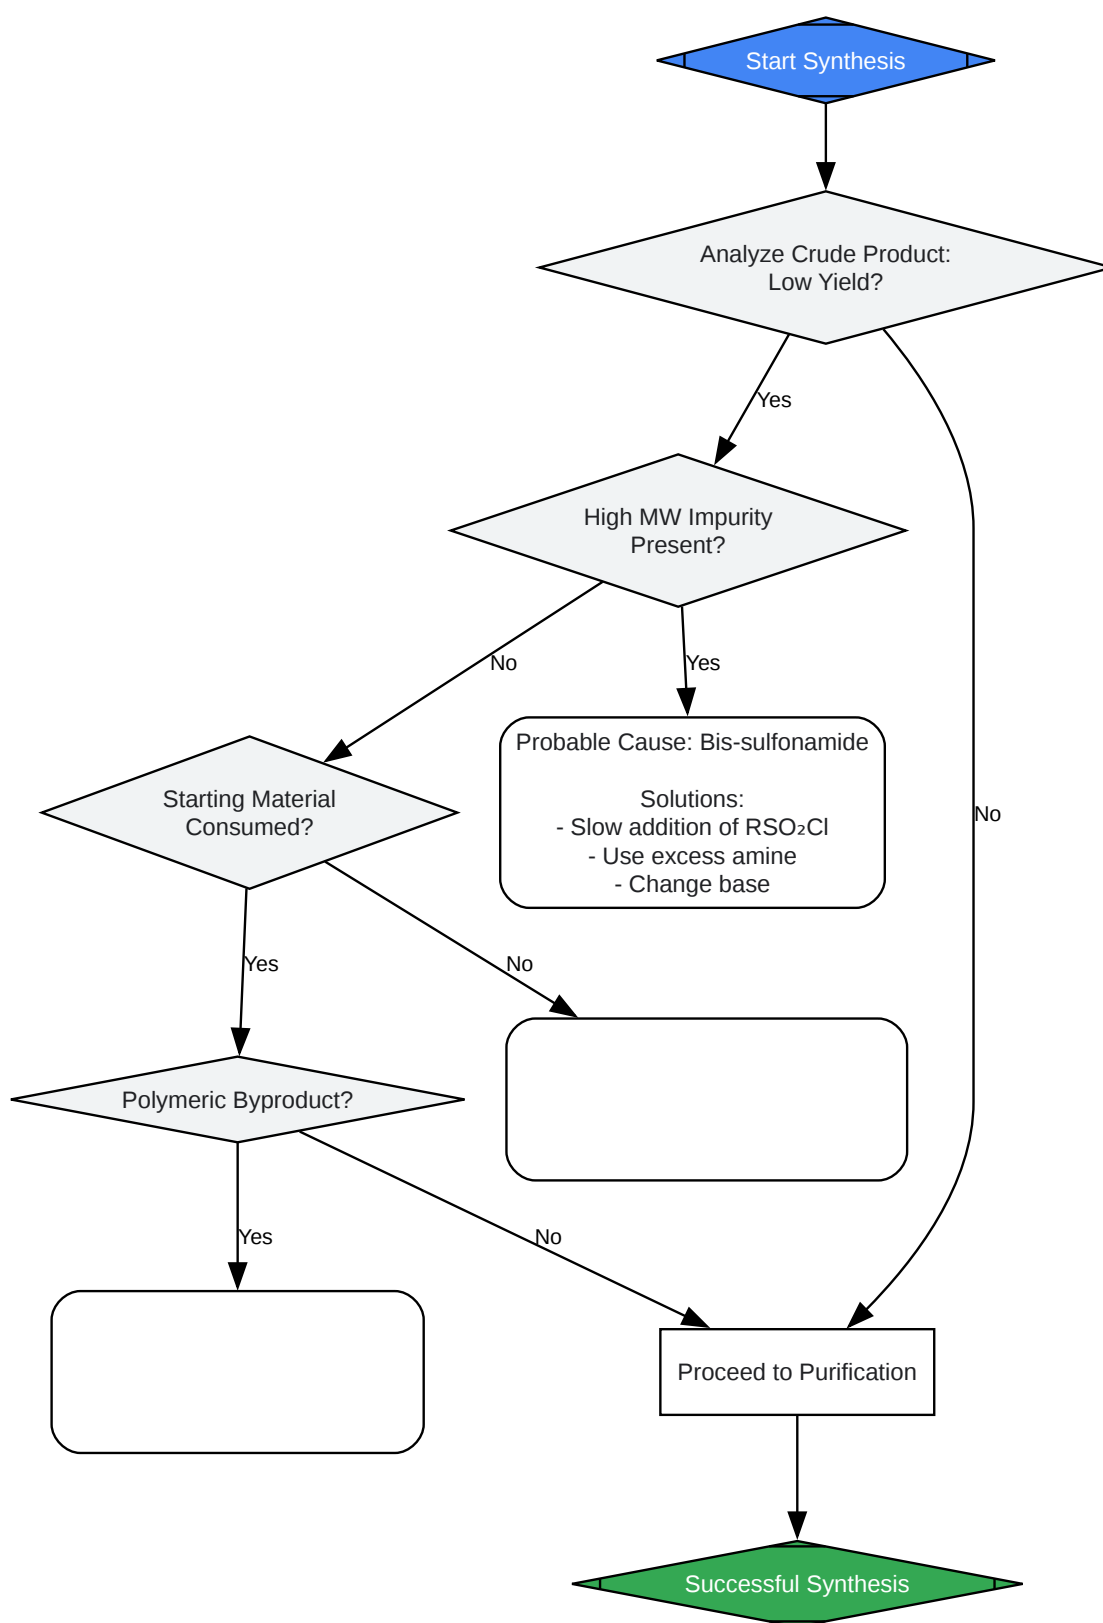 Start Synthesis
Analyze Crude Product:
Low Yield?
Yes
High MW Impurity
Present?
No
Yes
Probable Cause: Bis-sulfonamide
Solutions:
- Slow addition of RSO₂Cl
- Use excess amine
- Change base
Starting Material
Consumed?
No
Yes
No
Polymeric Byproduct?
Yes
No
Proceed to Purification
Successful Synthesis